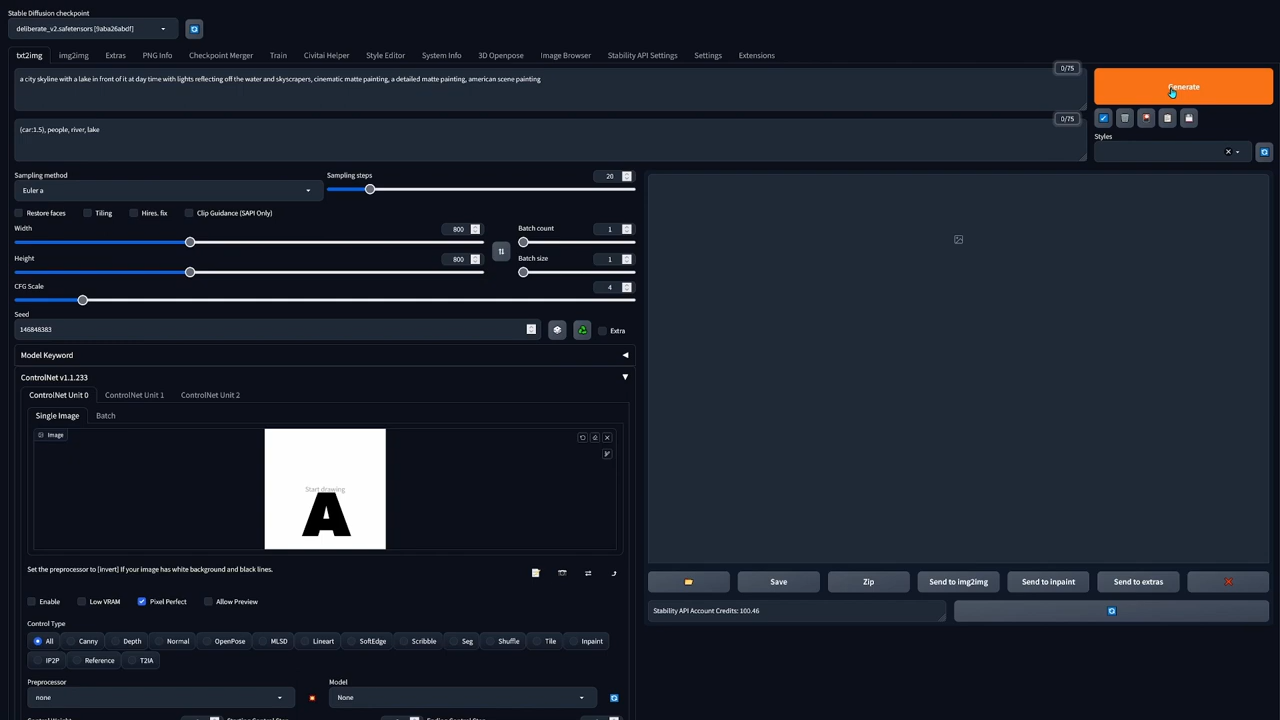 Stable Diffusion checkpoint
deliberate_v2.safetensors [9aba26abdf]
txt2img img2img Extras PNG Info Checkpoint Merger Train Civitai Helper Style Editor System Info 3D Openpose Image Browser Stability API Settings Settings Extensions
0/75
a city skyline with a lake in front of it at day time with lights reflecting off the water and skyscrapers, cinematic matte painting, a detailed matte painting, american scene painting
Generate
0/75
(car:1.5), people, river, lake
Styles
Sampling method
Euler a
Sampling steps
20
Restore faces Tiling Hires. fix Clip Guidance (SAPI Only)
Width 800
Batch count 1
Height 800
Batch size 1
CFG Scale 4
Seed
146848383
Extra
Model Keyword
ControlNet v1.1.233
ControlNet Unit 0 ControlNet Unit 1 ControlNet Unit 2
Single Image Batch
Image
Start drawing
A
Set the preprocessor to [invert] If your image has white background and black lines.
Enable Low VRAM Pixel Perfect Allow Preview
Control Type
All Canny Depth Normal OpenPose MLSD Lineart SoftEdge Scribble Seg Shuffle Tile Inpaint
IP2P Reference T2IA
Preprocessor
none
Model
None
Control Weight Starting Control Step Ending Control Step
Save Zip Send to img2img Send to inpaint Send to extras
Stability API Account Credits: 100.46